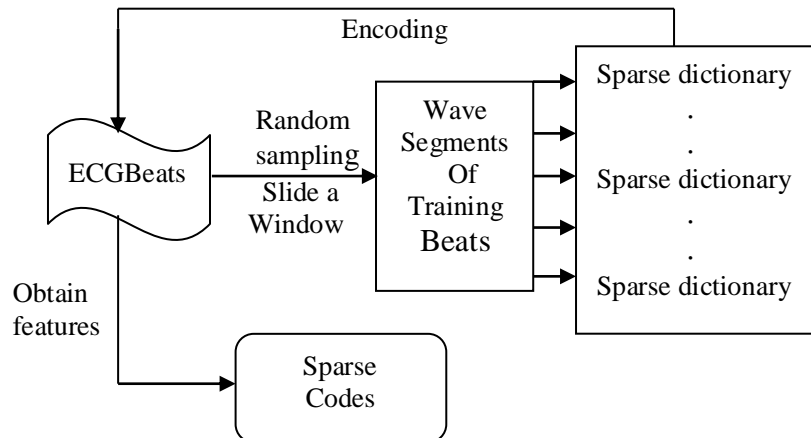 Encoding
ECGBeats
Random
sampling
Slide a
Window
Wave
Segments
Of
Training
Beats
Sparse dictionary
.
.
Sparse dictionary
.
.
Sparse dictionary
Obtain
features
Sparse
Codes